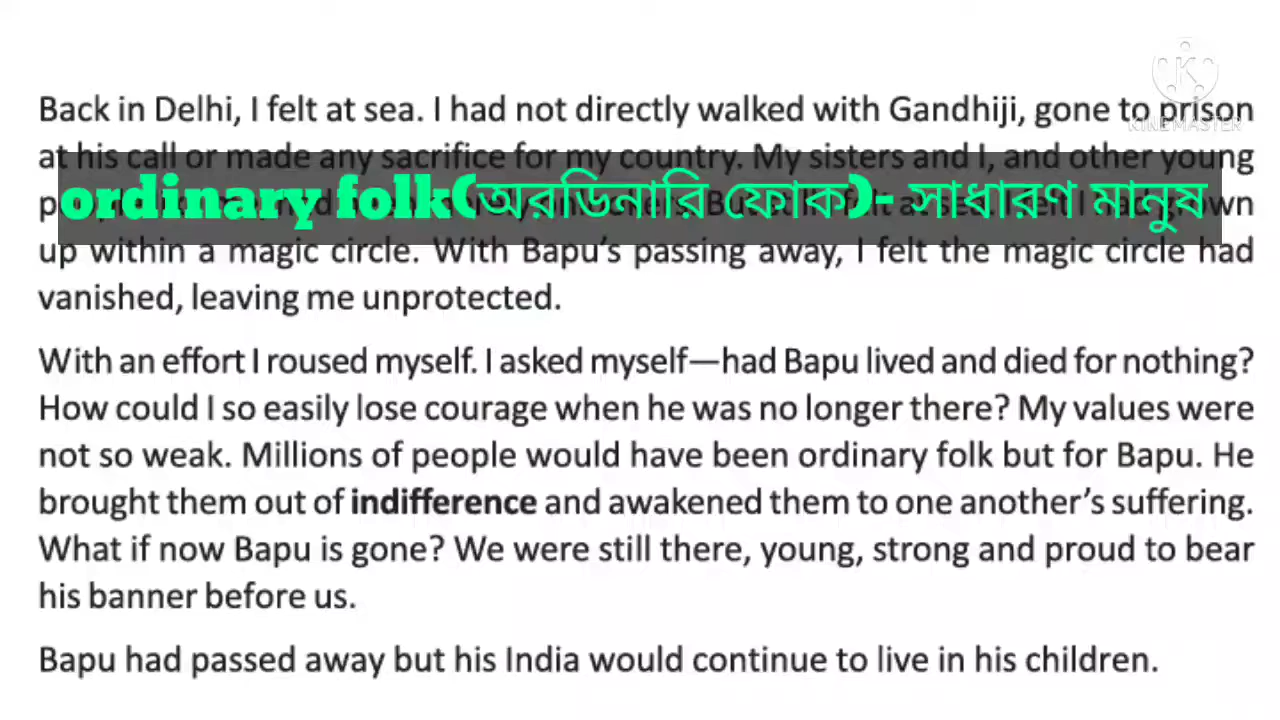 Back in Delhi, I felt at sea. I had not directly walked with Gandhiji, gone to prison
at his call or made any sacrifice for my country. My sisters and I, and other young
ordinary folk(অরডিনারি ফোক)- সাধারণ মানুষ
up within a magic circle. With Bapu's passing away, I felt the magic circle had
vanished, leaving me unprotected.
With an effort I roused myself. I asked myself—had Bapu lived and died for nothing?
How could I so easily lose courage when he was no longer there? My values were
not so weak. Millions of people would have been ordinary folk but for Bapu. He
brought them out of indifference and awakened them to one another's suffering.
What if now Bapu is gone? We were still there, young, strong and proud to bear
his banner before us.
Bapu had passed away but his India would continue to live in his children.
KINEMASTER